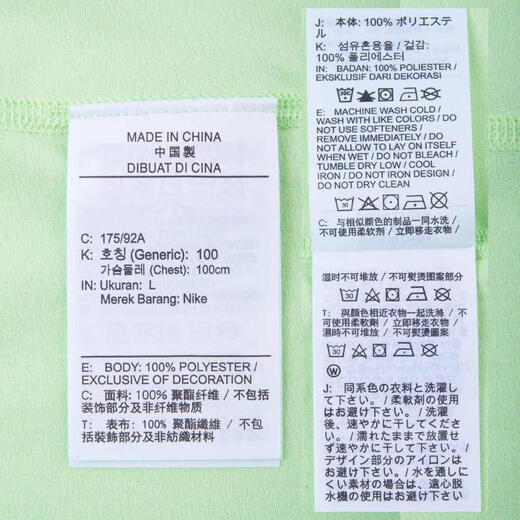 MADE IN CHINA
中国製
DIBUAT DI CINA
C: 175/92A
K: 호칭 (Generic): 100
가슴둘레 (Chest): 100cm
IN: Ukuran: L
Merek Barang: Nike
E: BODY: 100% POLYESTER /
EXCLUSIVE OF DECORATION
C: 面料: 100% 聚酯纤维 / 不包括
装饰部分及非纤维物质
T: 表布: 100% 聚酯纖維 / 不包
括裝飾部分及非紡織材料
J: 本体: 100% ポリエステ
ル
K: 섬유혼용율 / 겉감:
100% 폴리에스터
IN: BADAN: 100% POLIESTER /
EKSKLUSIF DARI DEKORASI
E: MACHINE WASH COLD /
WASH WITH LIKE COLORS / DO
NOT USE SOFTENERS /
REMOVE IMMEDIATELY / DO
NOT ALLOW TO LAY ON ITSELF
WHEN WET / DO NOT BLEACH /
TUMBLE DRY LOW / COOL
IRON / DO NOT IRON DESIGN /
DO NOT DRY CLEAN
C: 与相似颜色的制品一同水洗 /
不可使用柔软剂 / 立即移走衣物 /
湿时不可堆放 / 不可熨烫图案部分
T: 與顏色相近衣物一起洗滌 / 不
可使用柔軟劑 / 立即移走衣物 /
濕時不可堆放 / 不可熨燙圖案
J: 同系色の衣料と洗濯し
て下さい。/ 柔軟剤の使用
はお避け下さい。/ 洗濯
後、速やかに干してくださ
い。/ 濡れたままで放置せ
ず速やかに干して下さい。/
デザイン部分のアイロンは
お避け下さい。/ 水を通しに
くい素材の場合は、遠心脱
水機の使用はお避け下さい。